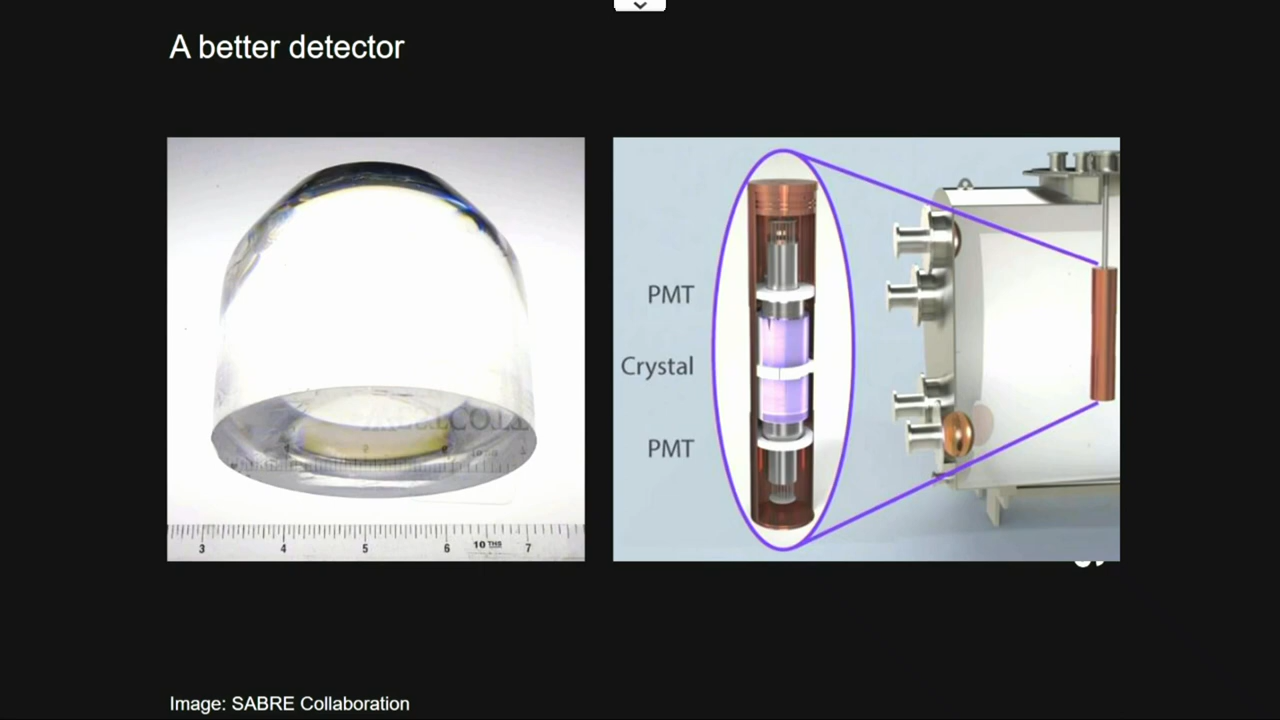 A better detector
PMT
Crystal
PMT
3 4 5 6 10 THS 7
Image: SABRE Collaboration